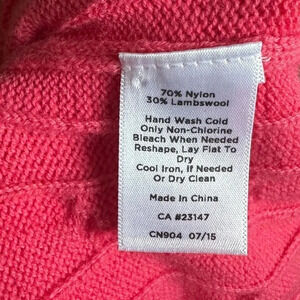 70% Nylon
30% Lambswool
Hand Wash Cold
Only Non-Chlorine
Bleach When Needed
Reshape, Lay Flat To
Dry
Cool Iron, If Needed
Or Dry Clean
Made In China
CA #23147
CN904 07/15